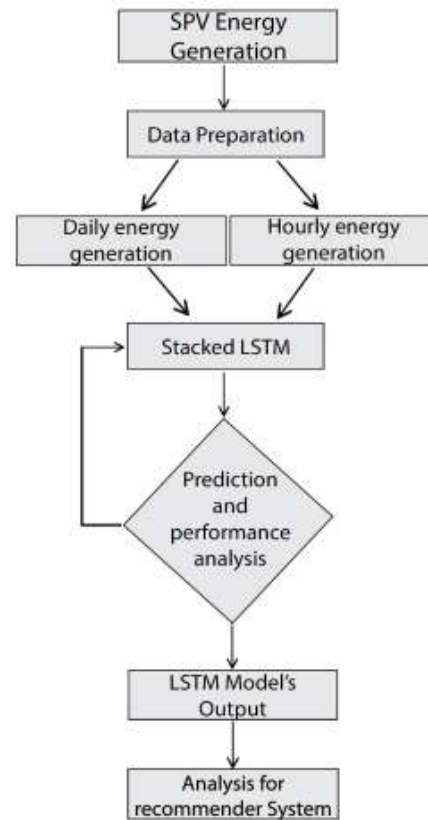 SPV Energy
Generation
Data Preparation
Daily energy
generation
Hourly energy
generation
Stacked LSTM
Prediction
and
performance
analysis
LSTM Model's
Output
Analysis for
recommender System